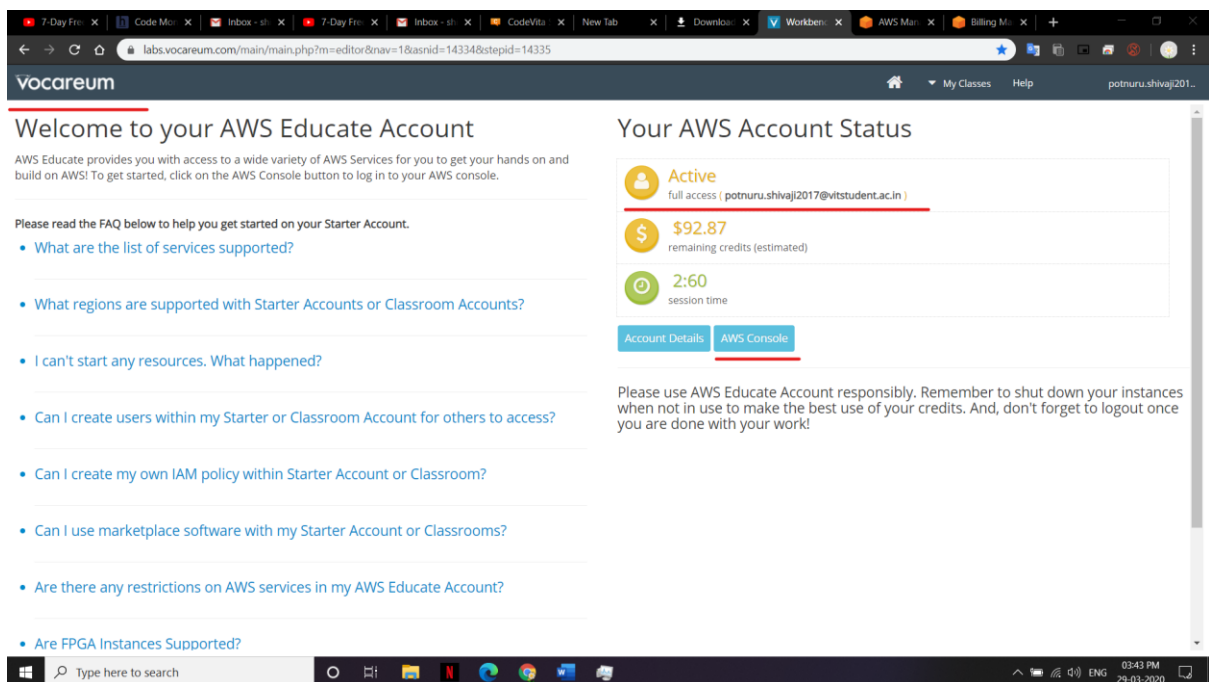 7-Day Fre
Code Mor
Inbox - sh
7-Day Fre
Inbox - sh
CodeVita
New Tab
Download
Workbenc
AWS Man
Billing Ma
labs.vocareum.com/main/main.php?m=editor&nav=1&asnid=14334&stepid=14335
vocareum
My Classes
Help
potnuru.shivaji201..
Welcome to your AWS Educate Account
AWS Educate provides you with access to a wide variety of AWS Services for you to get your hands on and
build on AWS! To get started, click on the AWS Console button to log in to your AWS console.
Please read the FAQ below to help you get started on your Starter Account.
• What are the list of services supported?
• What regions are supported with Starter Accounts or Classroom Accounts?
• I can't start any resources. What happened?
• Can I create users within my Starter or Classroom Account for others to access?
• Can I create my own IAM policy within Starter Account or Classroom?
• Can I use marketplace software with my Starter Account or Classrooms?
• Are there any restrictions on AWS services in my AWS Educate Account?
• Are FPGA Instances Supported?
Your AWS Account Status
Active
full access ( potnuru.shivaji2017@vitstudent.ac.in )
$92.87
remaining credits (estimated)
2:60
session time
Account Details
AWS Console
Please use AWS Educate Account responsibly. Remember to shut down your instances
when not in use to make the best use of your credits. And, don't forget to logout once
you are done with your work!
Type here to search
ENG
03:43 PM
29-03-2020